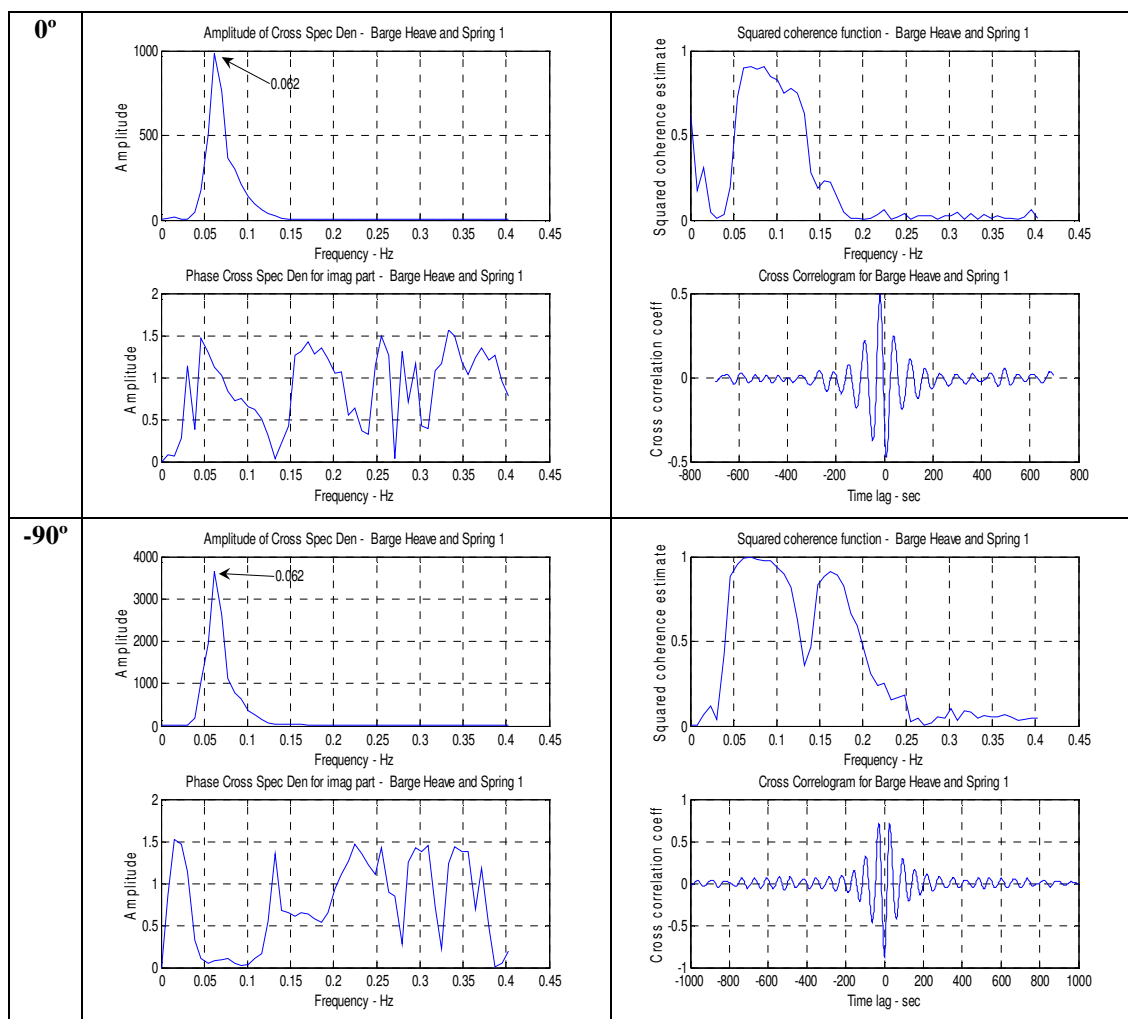 0º
Amplitude of Cross Spec Den - Barge Heave and Spring 1
1000
500
0
Amplitude
0.062
0 0.05 0.1 0.15 0.2 0.25 0.3 0.35 0.4 0.45
Frequency - Hz
Squared coherence function - Barge Heave and Spring 1
1
0.5
0
Squared coherence estimate
0 0.05 0.1 0.15 0.2 0.25 0.3 0.35 0.4 0.45
Frequency - Hz
Phase Cross Spec Den for imag part - Barge Heave and Spring 1
2
1.5
1
0.5
0
Amplitude
0 0.05 0.1 0.15 0.2 0.25 0.3 0.35 0.4 0.45
Frequency - Hz
Cross Correlogram for Barge Heave and Spring 1
0.5
0
-0.5
Cross correlation coeff
-800 -600 -400 -200 0 200 400 600 800
Time lag - sec
-90º
Amplitude of Cross Spec Den - Barge Heave and Spring 1
4000
3000
2000
1000
0
Amplitude
0.062
0 0.05 0.1 0.15 0.2 0.25 0.3 0.35 0.4 0.45
Frequency - Hz
Squared coherence function - Barge Heave and Spring 1
1
0.5
0
Squared coherence estimate
0 0.05 0.1 0.15 0.2 0.25 0.3 0.35 0.4 0.45
Frequency - Hz
Phase Cross Spec Den for imag part - Barge Heave and Spring 1
2
1.5
1
0.5
0
Amplitude
0 0.05 0.1 0.15 0.2 0.25 0.3 0.35 0.4 0.45
Frequency - Hz
Cross Correlogram for Barge Heave and Spring 1
1
0.5
0
-0.5
-1
Cross correlation coeff
-1000 -800 -600 -400 -200 0 200 400 600 800 1000
Time lag - sec